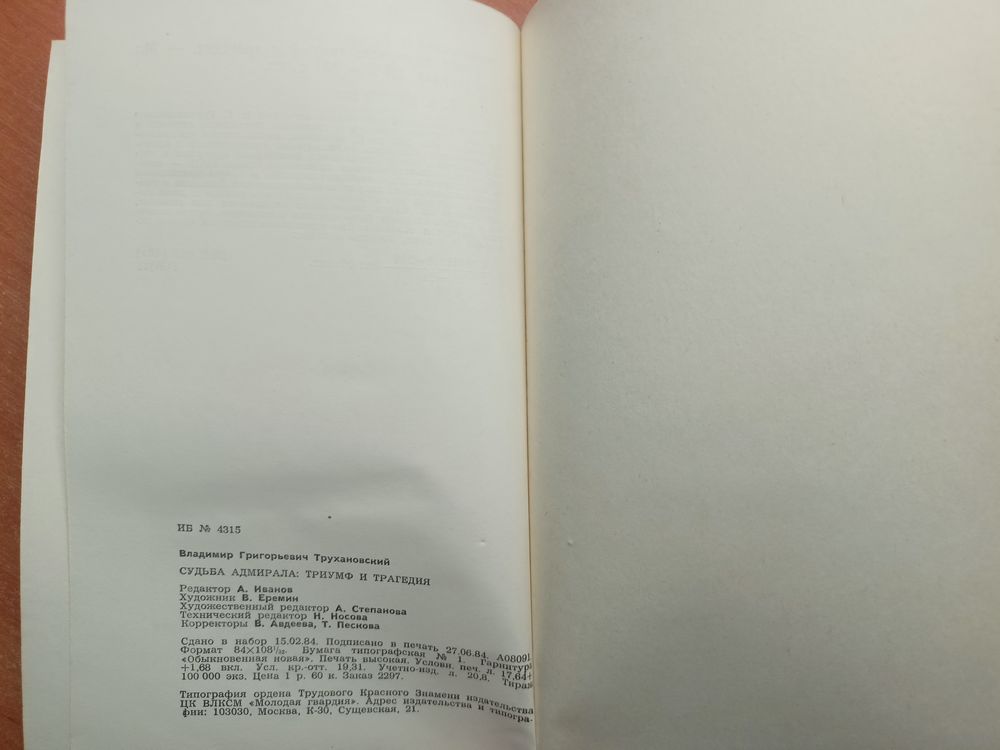 ИБ № 4315
Владимир Григорьевич Трухановский
СУДЬБА АДМИРАЛА: ТРИУМФ И ТРАГЕДИЯ
Редактор А. Иванов
Художник В. Еремин
Художественный редактор А. Степанова
Технический редактор Н. Носова
Корректоры В. Авдеева, Т. Пескова
Сдано в набор 15.02.84. Подписано в печать 27.06.84. А08091
Формат 84×108¹/₃₂. Бумага типографская № 1. Гарнитура
«Обыкновенная новая». Печать высокая. Условн. печ. л. 17,64+
+1,68 вкл. Усл. кр.-отт. 19,31. Учетно-изд. л. 20,8. Тираж
100 000 экз. Цена 1 р. 60 к. Заказ 2297.
Типография ордена Трудового Красного Знамени издательства
ЦК ВЛКСМ «Молодая гвардия». Адрес издательства и типогра-
фии: 103030, Москва, К-30, Сущевская, 21.